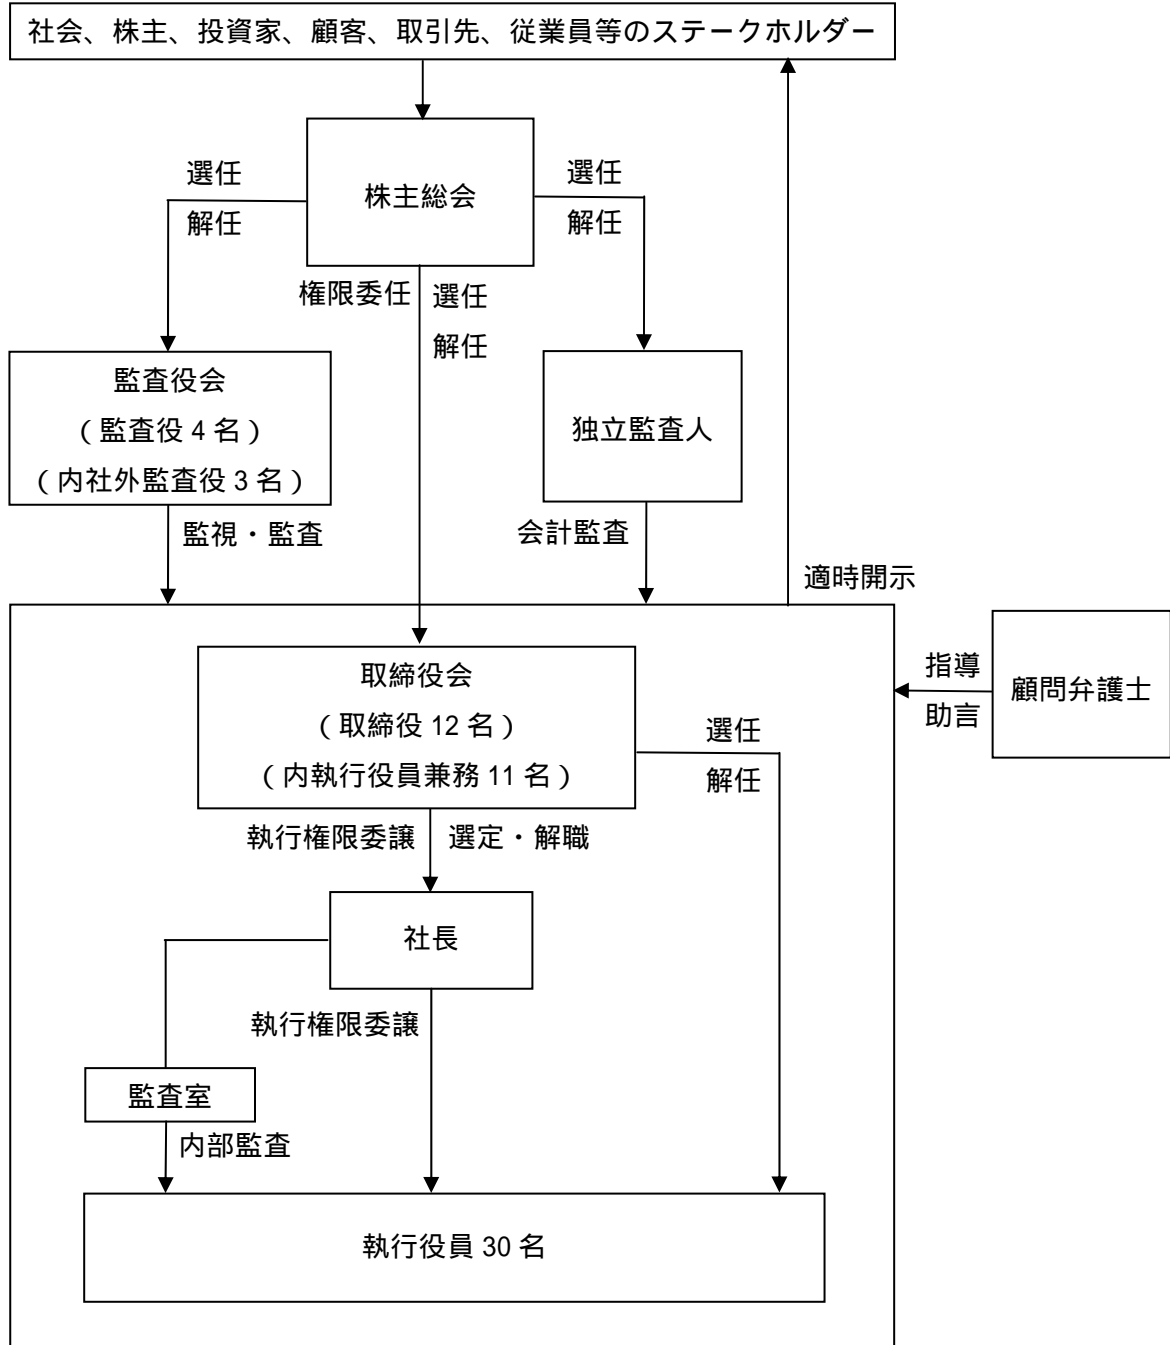 社会、株主、投資家、顧客、取引先、従業員等のステークホルダー
株主総会
選任
解任
選任
解任
権限委任
選任
解任
監査役会
（監査役 4 名）
（内社外監査役 3 名）
独立監査人
監視・監査
会計監査
適時開示
取締役会
（取締役 12 名）
（内執行役員兼務 11 名）
選任
解任
指導
助言
顧問弁護士
執行権限委譲
選定・解職
社長
執行権限委譲
監査室
内部監査
執行役員 30 名